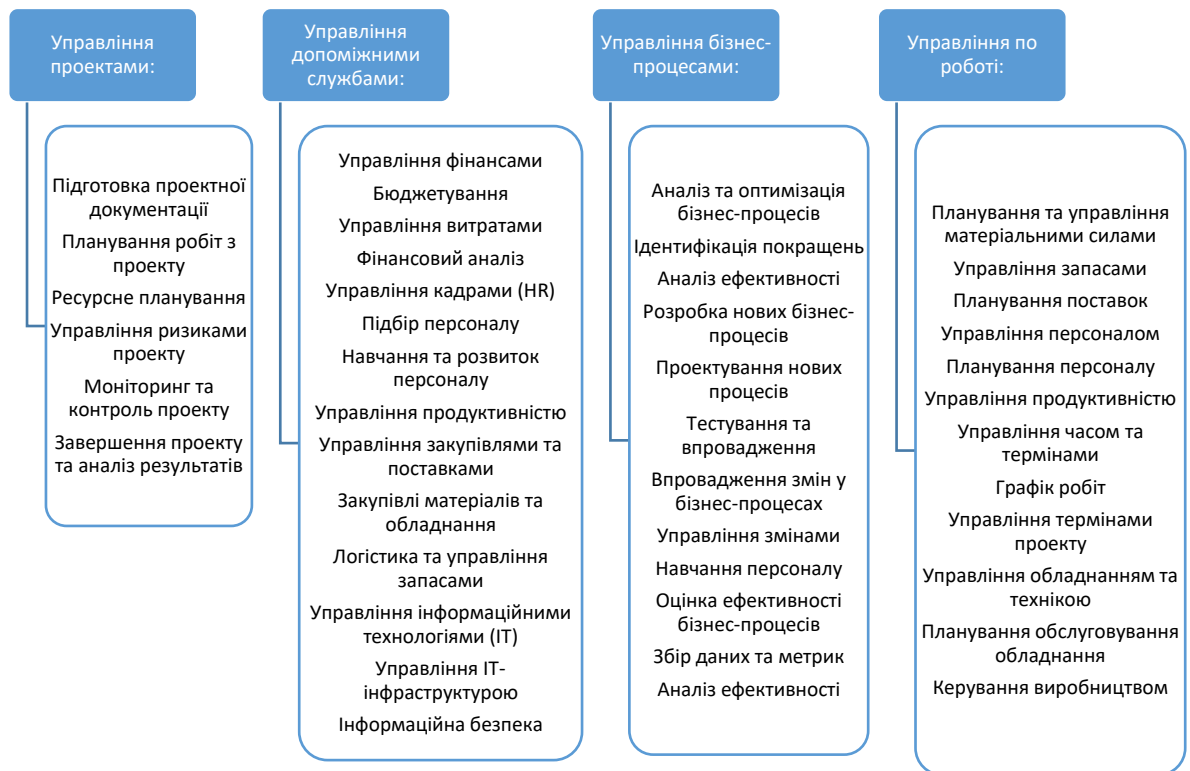 Управління
проектами:
Підготовка проектної
документації
Планування робіт з
проекту
Ресурсне планування
Управління ризиками
проекту
Моніторинг та
контроль проекту
Завершення проекту
та аналіз результатів
Управління
допоміжними
службами:
Управління фінансами
Бюджетування
Управління витратами
Фінансовий аналіз
Управління кадрами (HR)
Підбір персоналу
Навчання та розвиток
персоналу
Управління продуктивністю
Управління закупівлями та
поставками
Закупівлі матеріалів та
обладнання
Логістика та управління
запасами
Управління інформаційними
технологіями (ІТ)
Управління ІТ-
інфраструктурою
Інформаційна безпека
Управління бізнес-
процесами:
Аналіз та оптимізація
бізнес-процесів
Ідентифікація покращень
Аналіз ефективності
Розробка нових бізнес-
процесів
Проектування нових
процесів
Тестування та
впровадження
Впровадження змін у
бізнес-процесах
Управління змінами
Навчання персоналу
Оцінка ефективності
бізнес-процесів
Збір даних та метрик
Аналіз ефективності
Управління по
роботі:
Планування та управління
матеріальними силами
Управління запасами
Планування поставок
Управління персоналом
Планування персоналу
Управління продуктивністю
Управління часом та
термінами
Графік робіт
Управління термінами
проекту
Управління обладнанням та
технікою
Планування обслуговування
обладнання
Керування виробництвом